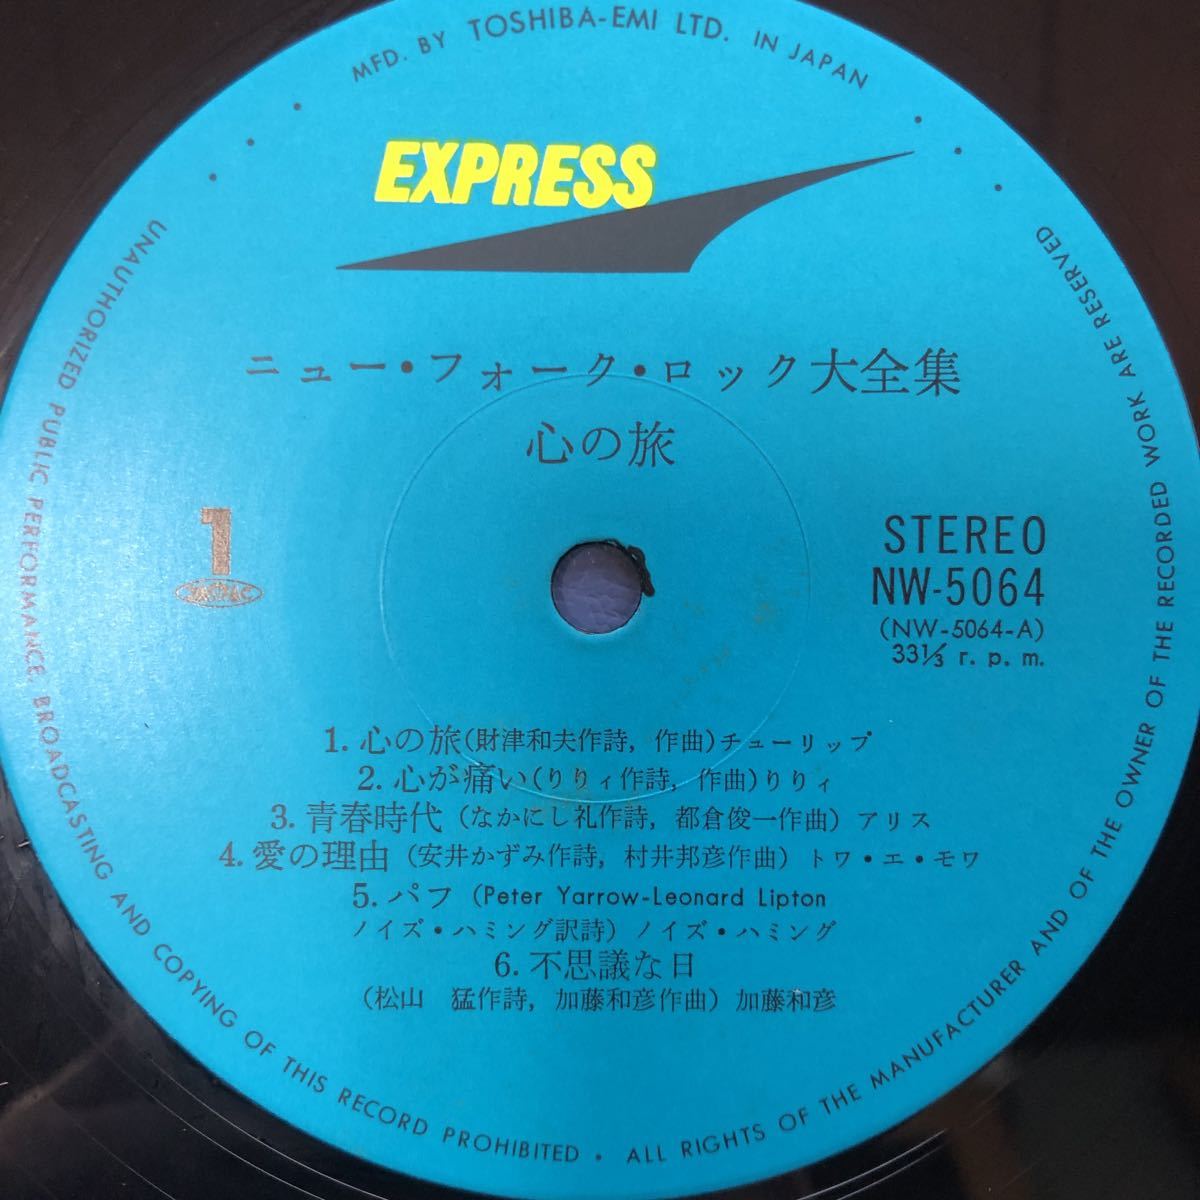 MFD. BY TOSHIBA-EMI LTD. IN JAPAN
EXPRESS
ニュー・フォーク・ロック大全集
心の旅
1
STEREO
NW-5064
(NW-5064-A)
33⅓ r. p. m.
1. 心の旅(財津和夫作詩, 作曲)チューリップ
2. 心が痛い(りりィ作詩, 作曲)りりィ
3. 青春時代 (なかにし礼作詩, 都倉俊一作曲) アリス
4. 愛の理由 (安井かずみ作詩, 村井邦彦作曲) トワ・エ・モワ
5. パフ (Peter Yarrow-Leonard Lipton
ノイズ・ハミング訳詩) ノイズ・ハミング
6. 不思議な日
(松山 猛作詩, 加藤和彦作曲) 加藤和彦
UNAUTHORIZED PUBLIC PERFORMANCE, BROADCASTING AND COPYING OF THIS RECORD PROHIBITED • ALL RIGHTS OF THE MANUFACTURER AND OF THE OWNER OF THE RECORDED WORK ARE RESERVED